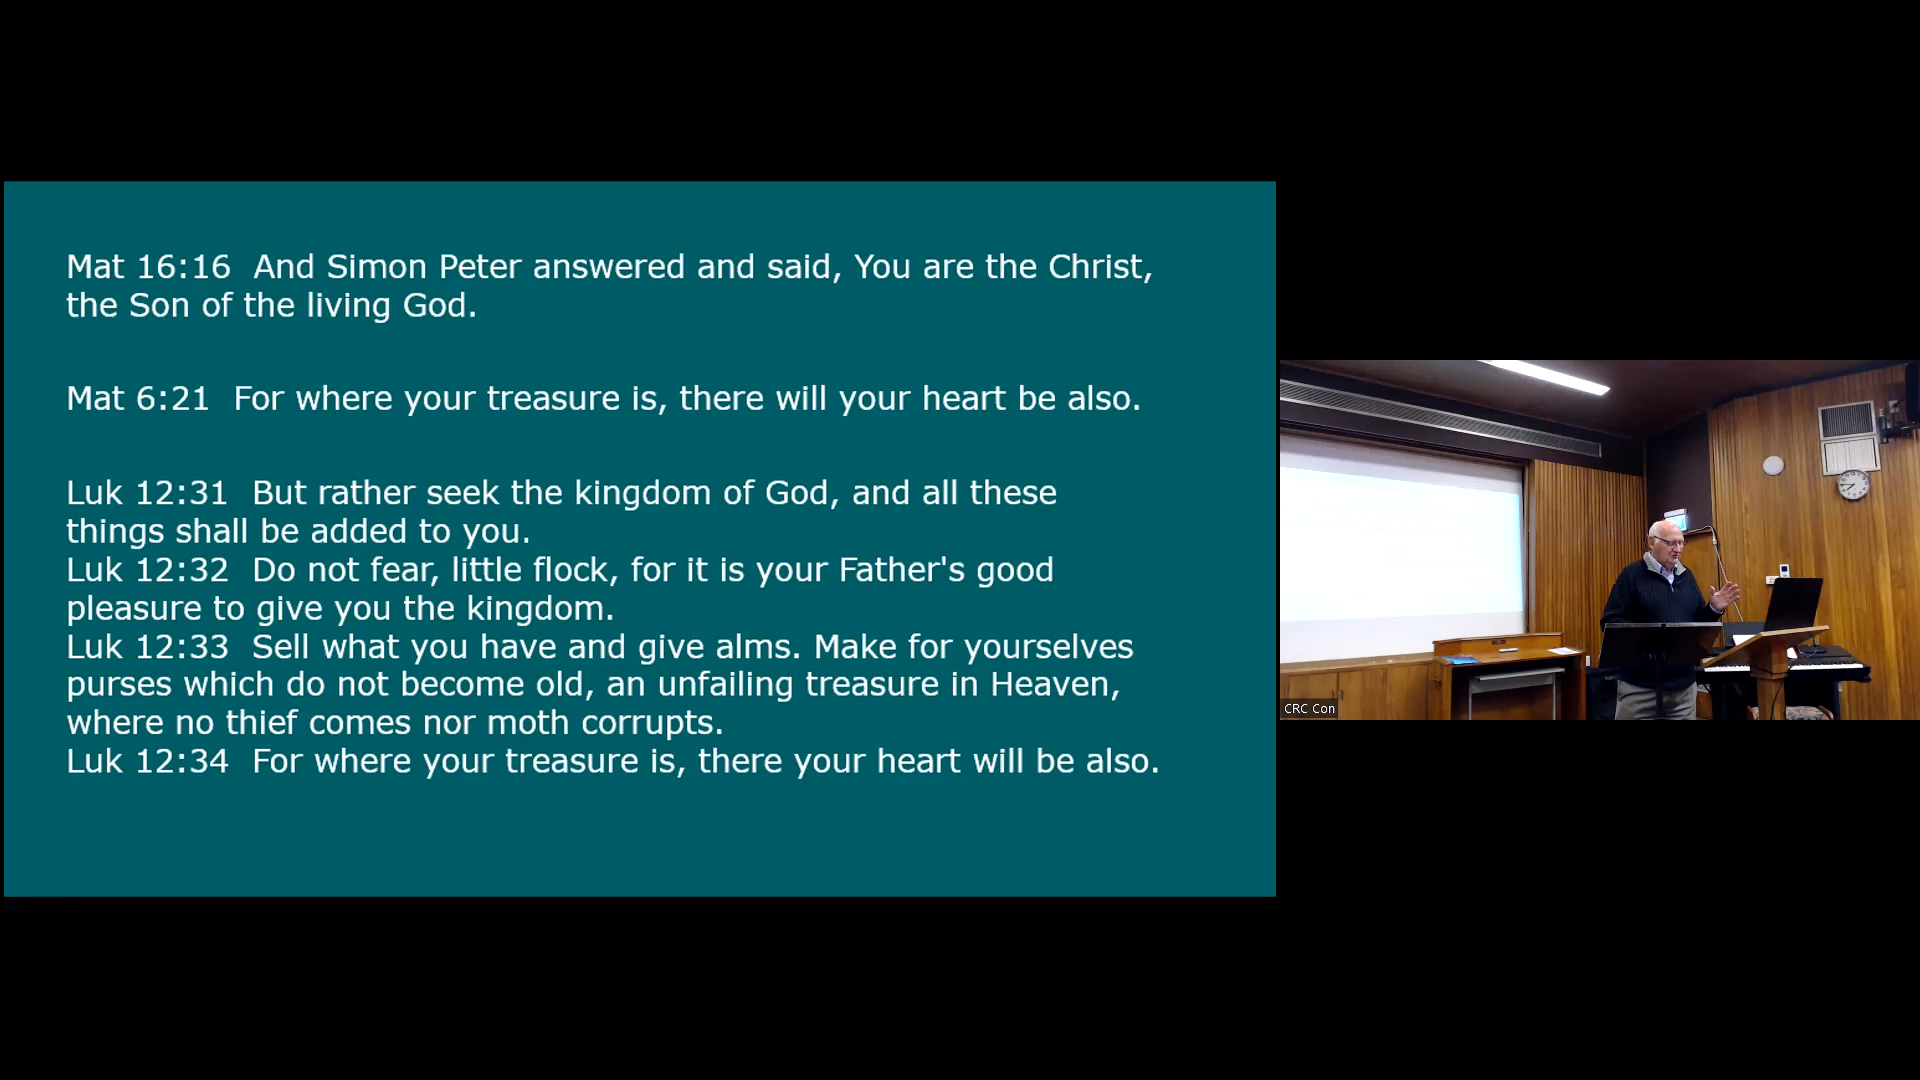 Mat 16:16  And Simon Peter answered and said, You are the Christ,
the Son of the living God.
Mat 6:21  For where your treasure is, there will your heart be also.
Luk 12:31  But rather seek the kingdom of God, and all these
things shall be added to you.
Luk 12:32  Do not fear, little flock, for it is your Father's good
pleasure to give you the kingdom.
Luk 12:33  Sell what you have and give alms. Make for yourselves
purses which do not become old, an unfailing treasure in Heaven,
where no thief comes nor moth corrupts.
Luk 12:34  For where your treasure is, there your heart will be also.
CRC Con